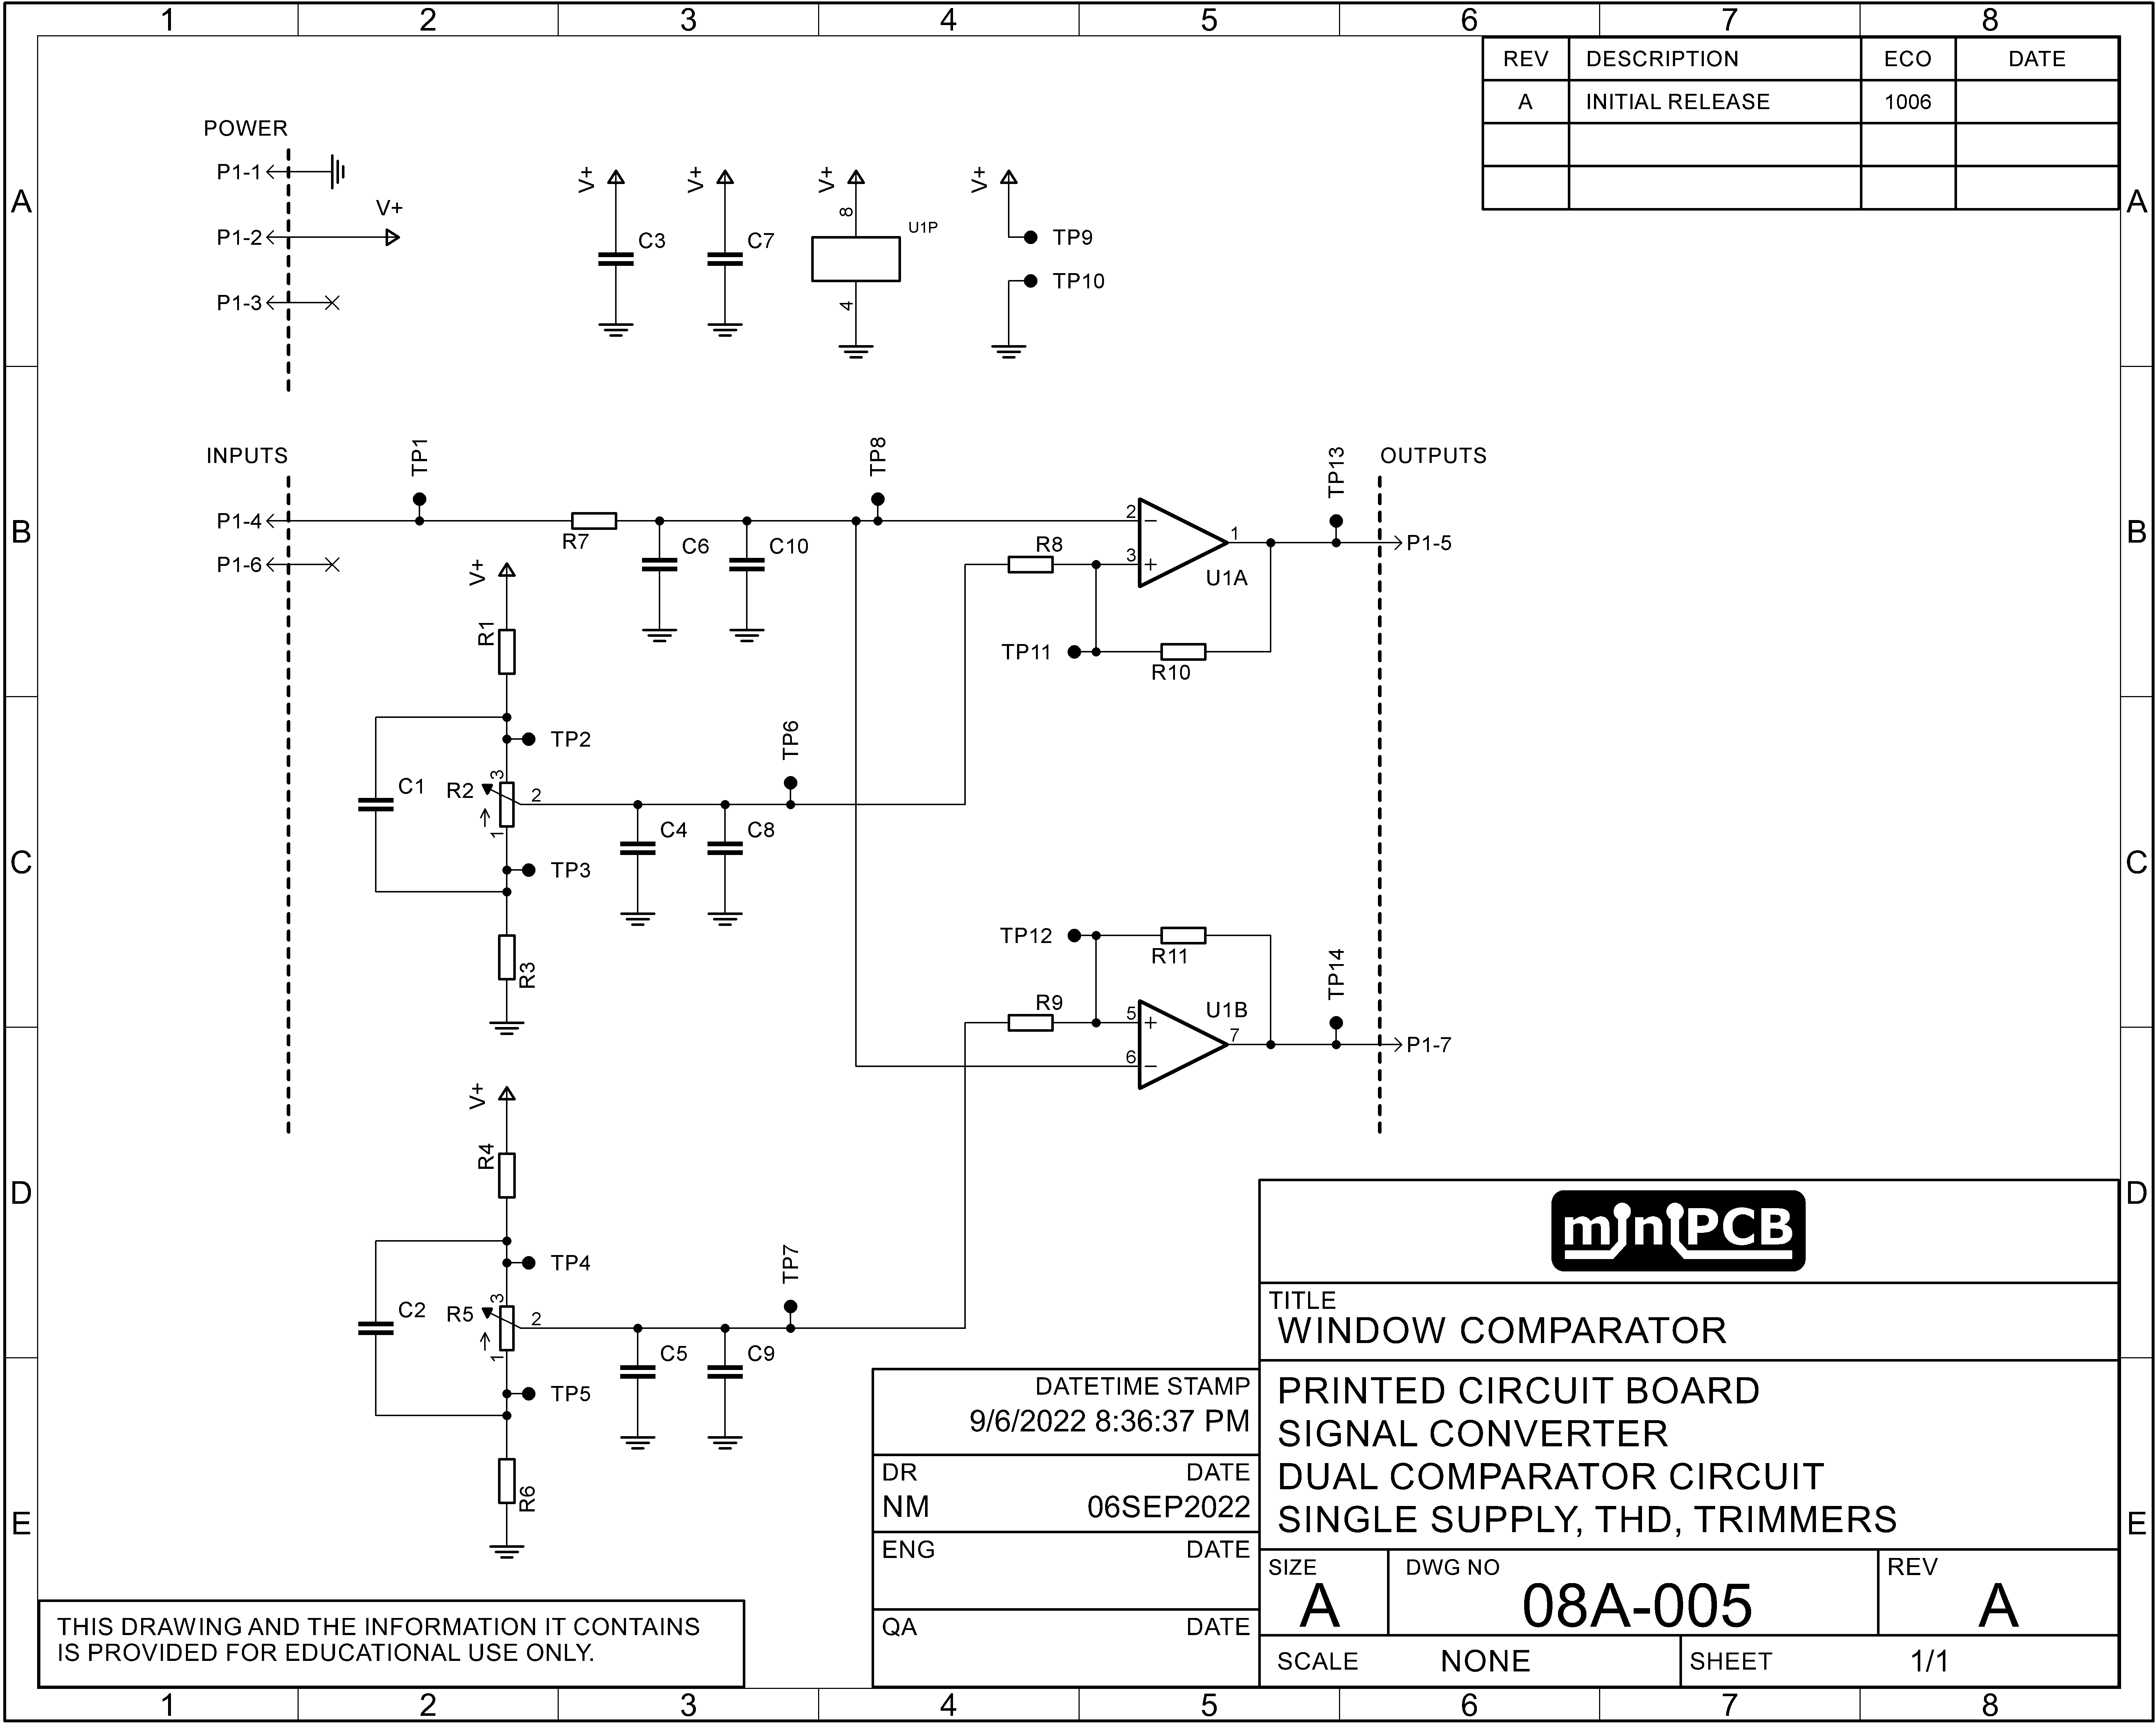 1 2 3 4 5 6 7 8
REV DESCRIPTION ECO DATE
A INITIAL RELEASE 1006
POWER
P1-1
V+
P1-2
P1-3
V+ V+ V+ V+
C3 C7 8 U1P TP9
4 TP10
A A
INPUTS TP1 TP8 TP13 OUTPUTS
P1-4 2 − 1 P1-5
R7 C6 C10 R8 3 + U1A
P1-6
B B
V+
R1
TP11 R10
TP2
TP6
C1 R2 3 2 1
C4 C8
TP3
C C
R3
TP12 R11 TP14
R9 5 + U1B 7
6 − P1-7
V+
R4
D D
TP4
TP7
C2 R5 3 2 1
C5 C9
TP5
R6
E E
miniPCB
TITLE
WINDOW COMPARATOR
DATETIME STAMP
9/6/2022 8:36:37 PM
PRINTED CIRCUIT BOARD
SIGNAL CONVERTER
DUAL COMPARATOR CIRCUIT
SINGLE SUPPLY, THD, TRIMMERS
DR DATE
NM 06SEP2022
ENG DATE
QA DATE
SIZE DWG NO REV
A 08A-005 A
SCALE NONE SHEET 1/1
THIS DRAWING AND THE INFORMATION IT CONTAINS
IS PROVIDED FOR EDUCATIONAL USE ONLY.
1 2 3 4 5 6 7 8